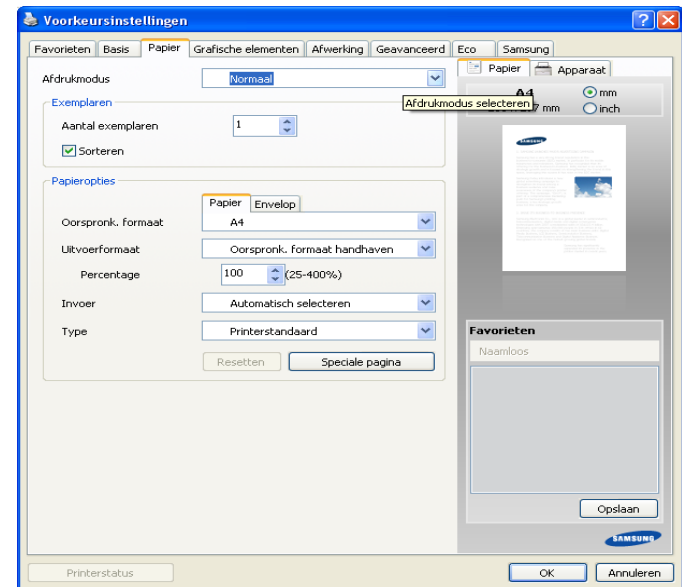 Voorkeursinstellingen
Favorieten Basis Papier Grafische elementen Afwerking Geavanceerd Eco Samsung
Afdrukmodus Normaal
Afdrukmodus selecteren
Exemplaren
Aantal exemplaren 1
Sorteren
Papieropties
Papier Envelop
Oorspronk. formaat A4
Uitvoerformaat Oorspronk. formaat handhaven
Percentage 100 (25-400%)
Invoer Automatisch selecteren
Type Printerstandaard
Resetten Speciale pagina
Papier Apparaat
A4 mm
mm inch
SAMSUNG
Favorieten
Naamloos
Opslaan
SAMSUNG
Printerstatus OK Annuleren